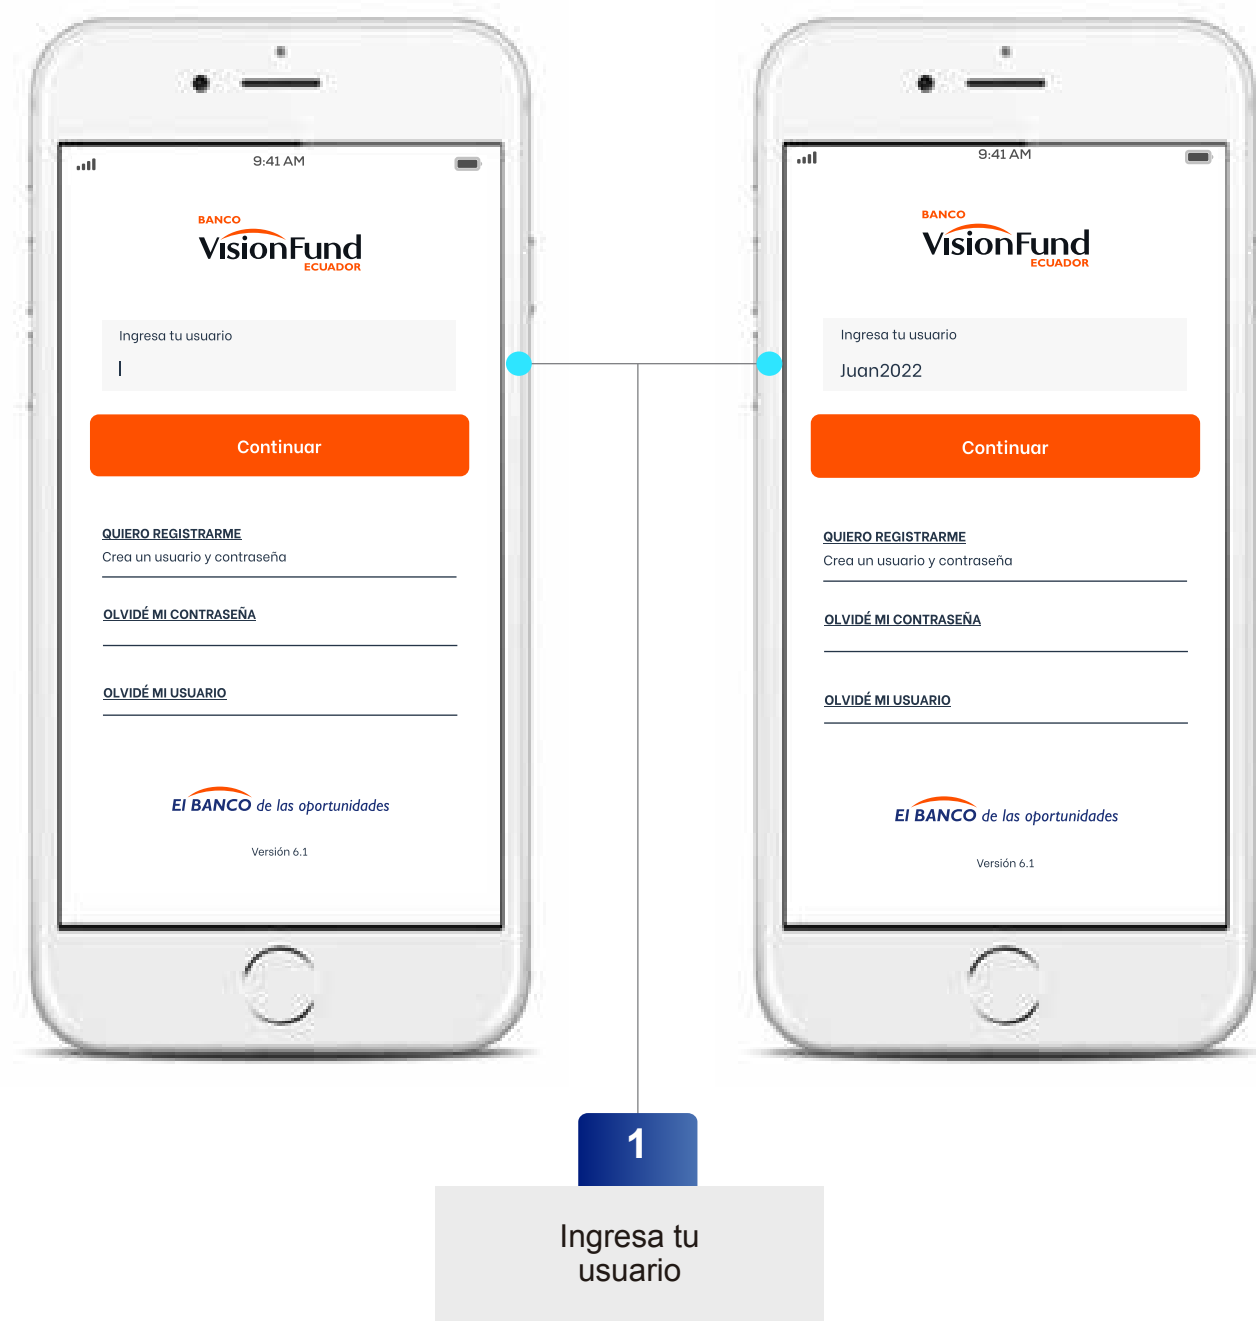 9:41 AM
BANCO
VisionFund
ECUADOR
Ingresa tu usuario
Continuar
QUIERO REGISTRARME
Crea un usuario y contraseña
OLVIDÉ MI CONTRASEÑA
OLVIDÉ MI USUARIO
El BANCO de las oportunidades
Versión 6.1
9:41 AM
BANCO
VisionFund
ECUADOR
Ingresa tu usuario
Juan2022
Continuar
QUIERO REGISTRARME
Crea un usuario y contraseña
OLVIDÉ MI CONTRASEÑA
OLVIDÉ MI USUARIO
El BANCO de las oportunidades
Versión 6.1
1
Ingresa tu
usuario